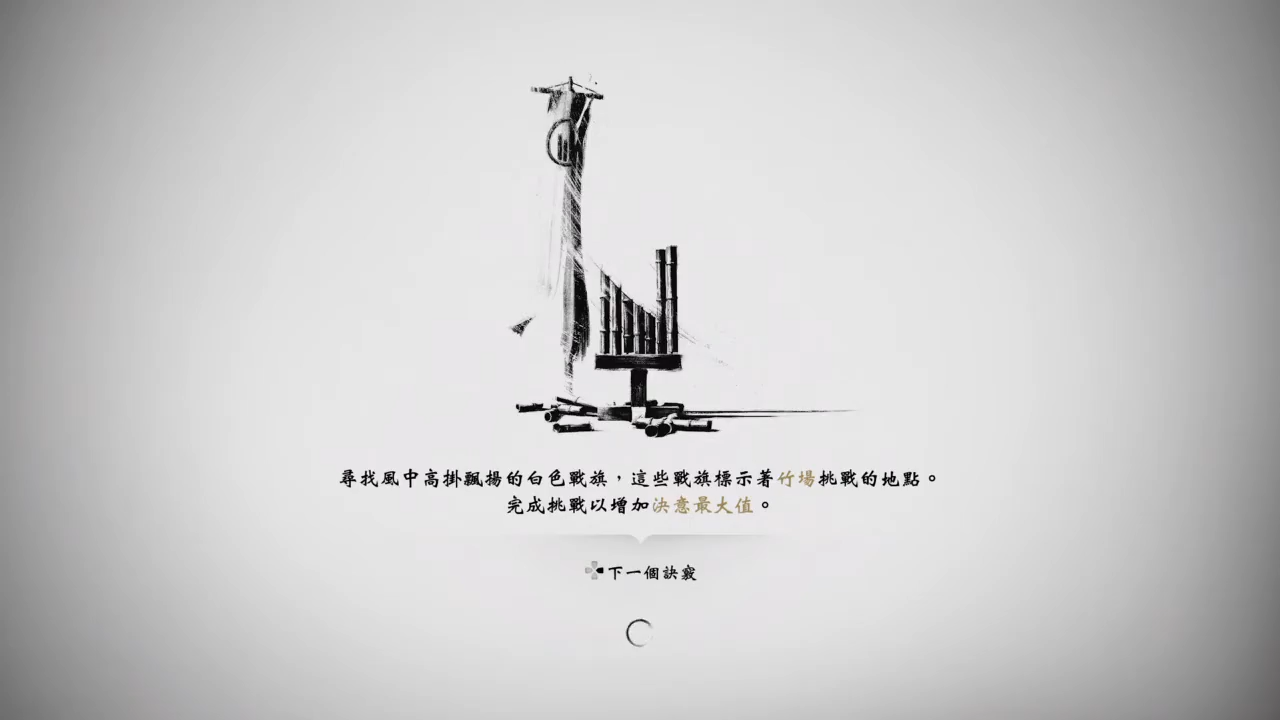 尋找風中高掛飄揚的白色戰旗，這些戰旗標示著竹場挑戰的地點。
完成挑戰以增加決意最大值。
下一個訣竅